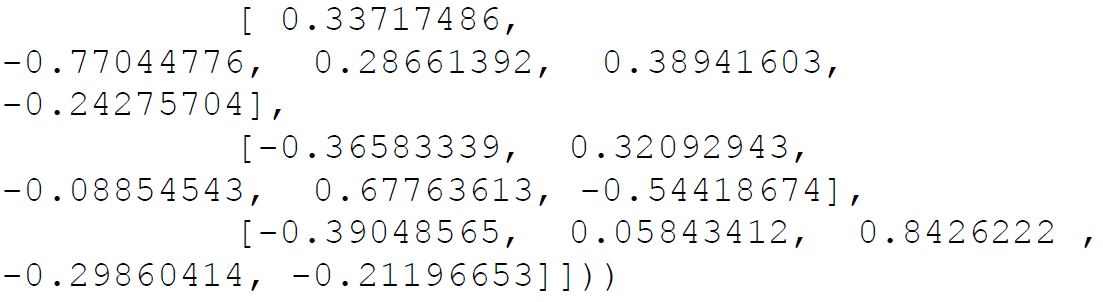 [ 0.33717486,
-0.77044776,  0.28661392,  0.38941603,
-0.24275704],
[-0.36583339,  0.32092943,
-0.08854543,  0.67763613, -0.54418674],
[-0.39048565,  0.05843412,  0.8426222 ,
-0.29860414, -0.21196653]]))